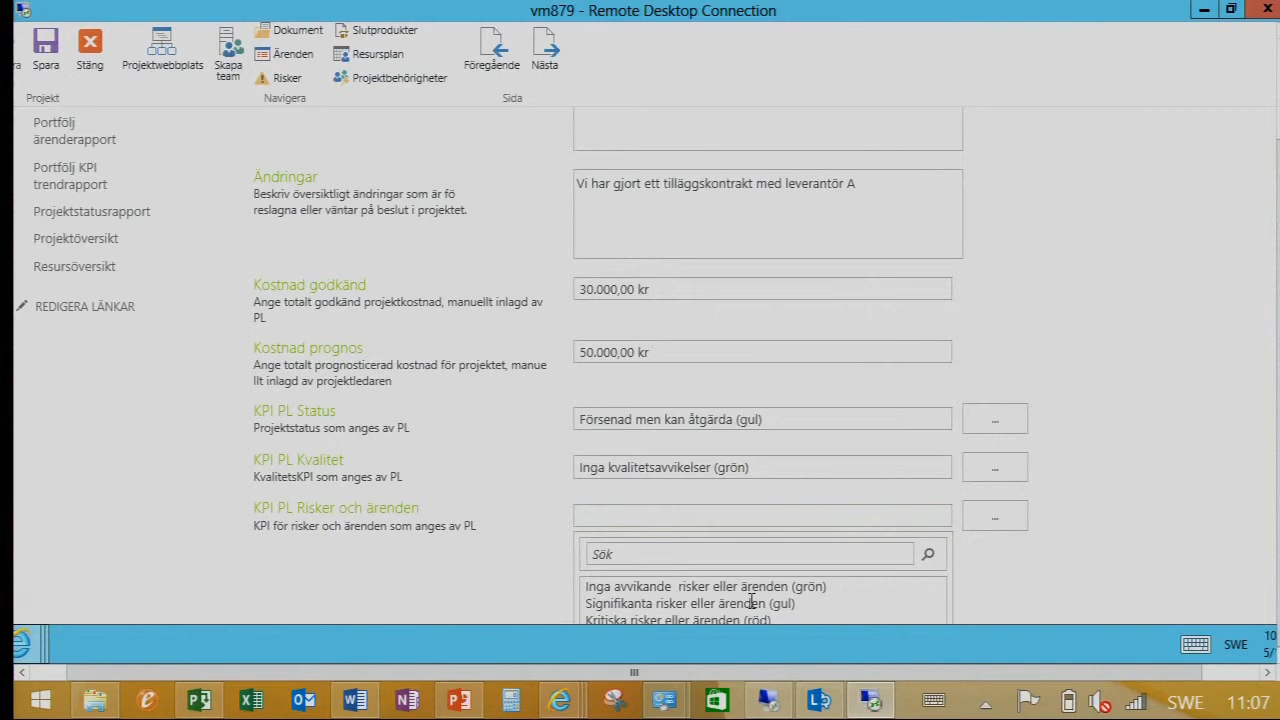 vm879 - Remote Desktop Connection
Spara
Stäng
Projektwebbplats
Skapa team
Dokument
Ärenden
Risker
Slutprodukter
Resursplan
Projektbehörigheter
Föregående
Nästa
Projekt
Navigera
Sida
Portfölj
ärenderapport
Portfölj KPI
trendrapport
Projektstatusrapport
Projektöversikt
Resursöversikt
REDIGERA LÄNKAR
Ändringar
Beskriv översiktligt ändringar som är fö
reslagna eller väntar på beslut i projektet.
Vi har gjort ett tilläggskontrakt med leverantör A
Kostnad godkänd
Ange totalt godkänd projektkostnad, manuellt inlagd av
PL
30.000,00 kr
Kostnad prognos
Ange totalt prognosticerad kostnad för projektet, manue
llt inlagd av projektledaren
50.000,00 kr
KPI PL Status
Projektstatus som anges av PL
Försenad men kan åtgärda (gul)
...
KPI PL Kvalitet
KvalitetsKPI som anges av PL
Inga kvalitetsavvikelser (grön)
...
KPI PL Risker och ärenden
KPI för risker och ärenden som anges av PL
...
Sök
Inga avvikande risker eller ärenden (grön)
Signifikanta risker eller ärenden (gul)
Kritiska risker eller ärenden (röd)
SWE
10
5/
SWE
11:07